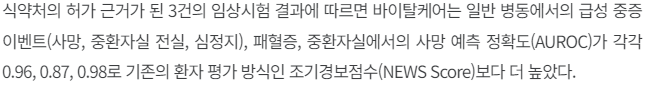 식약처의 허가 근거가 된 3건의 임상시험 결과에 따르면 바이탈케어는 일반 병동에서의 급성 중증
이벤트(사망, 중환자실 전실, 심정지), 패혈증, 중환자실에서의 사망 예측 정확도(AUROC)가 각각
0.96, 0.87, 0.98로 기존의 환자 평가 방식인 조기경보점수(NEWS Score)보다 더 높았다.